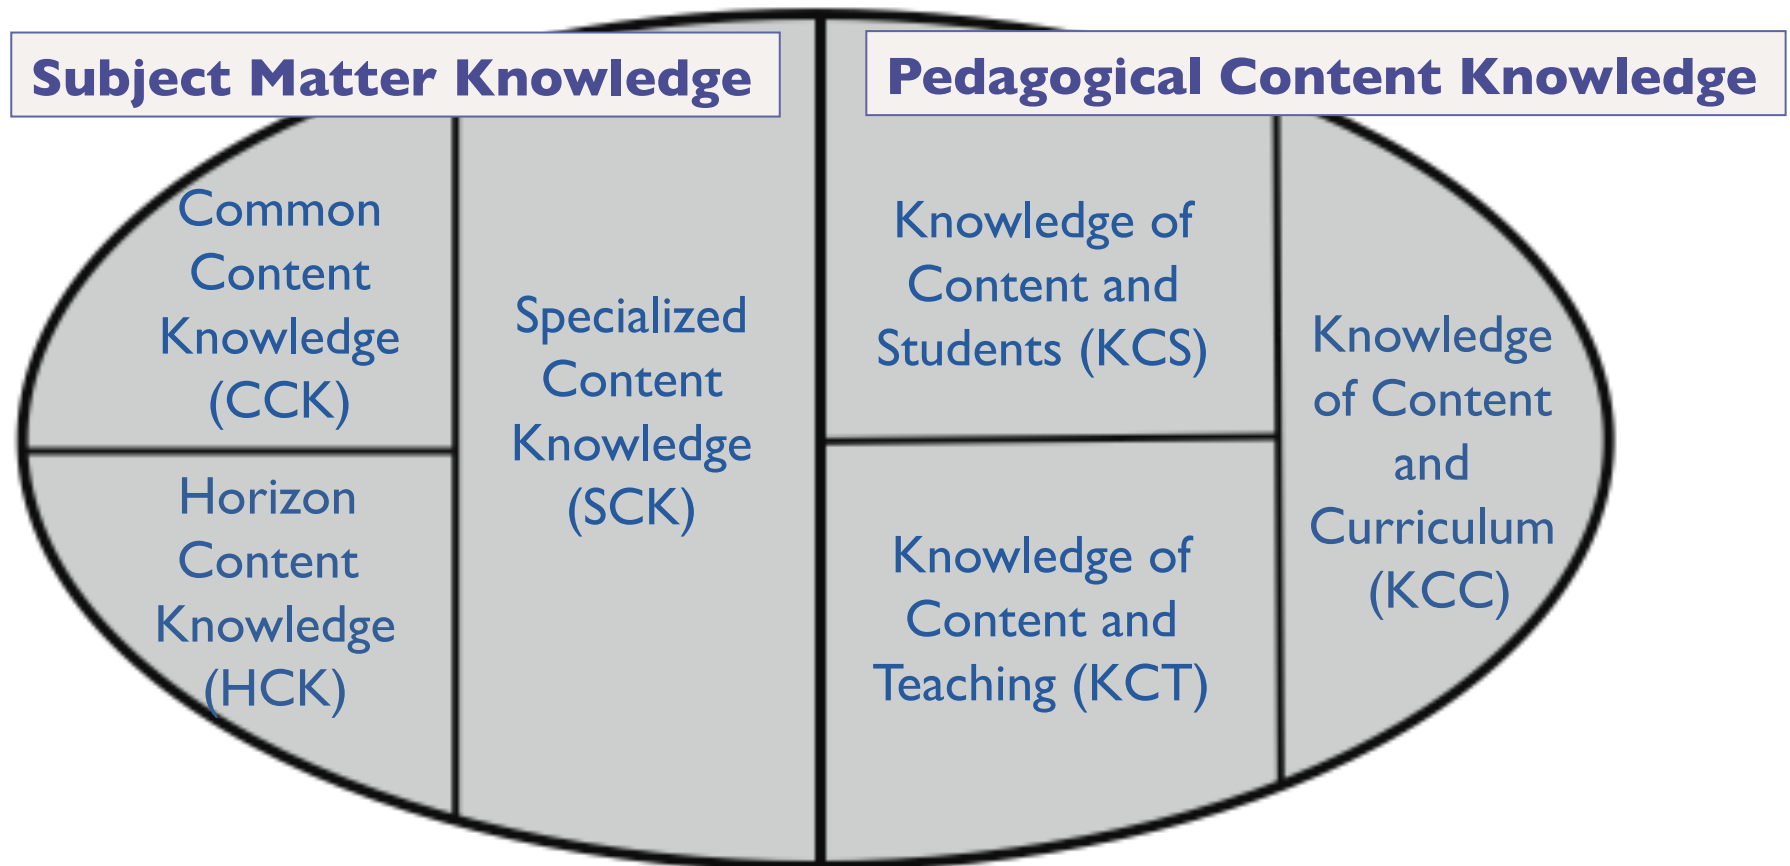 Subject Matter Knowledge
Pedagogical Content Knowledge
Common
Content
Knowledge
(CCK)
Horizon
Content
Knowledge
(HCK)
Specialized
Content
Knowledge
(SCK)
Knowledge of
Content and
Students (KCS)
Knowledge of
Content and
Teaching (KCT)
Knowledge
of Content
and
Curriculum
(KCC)